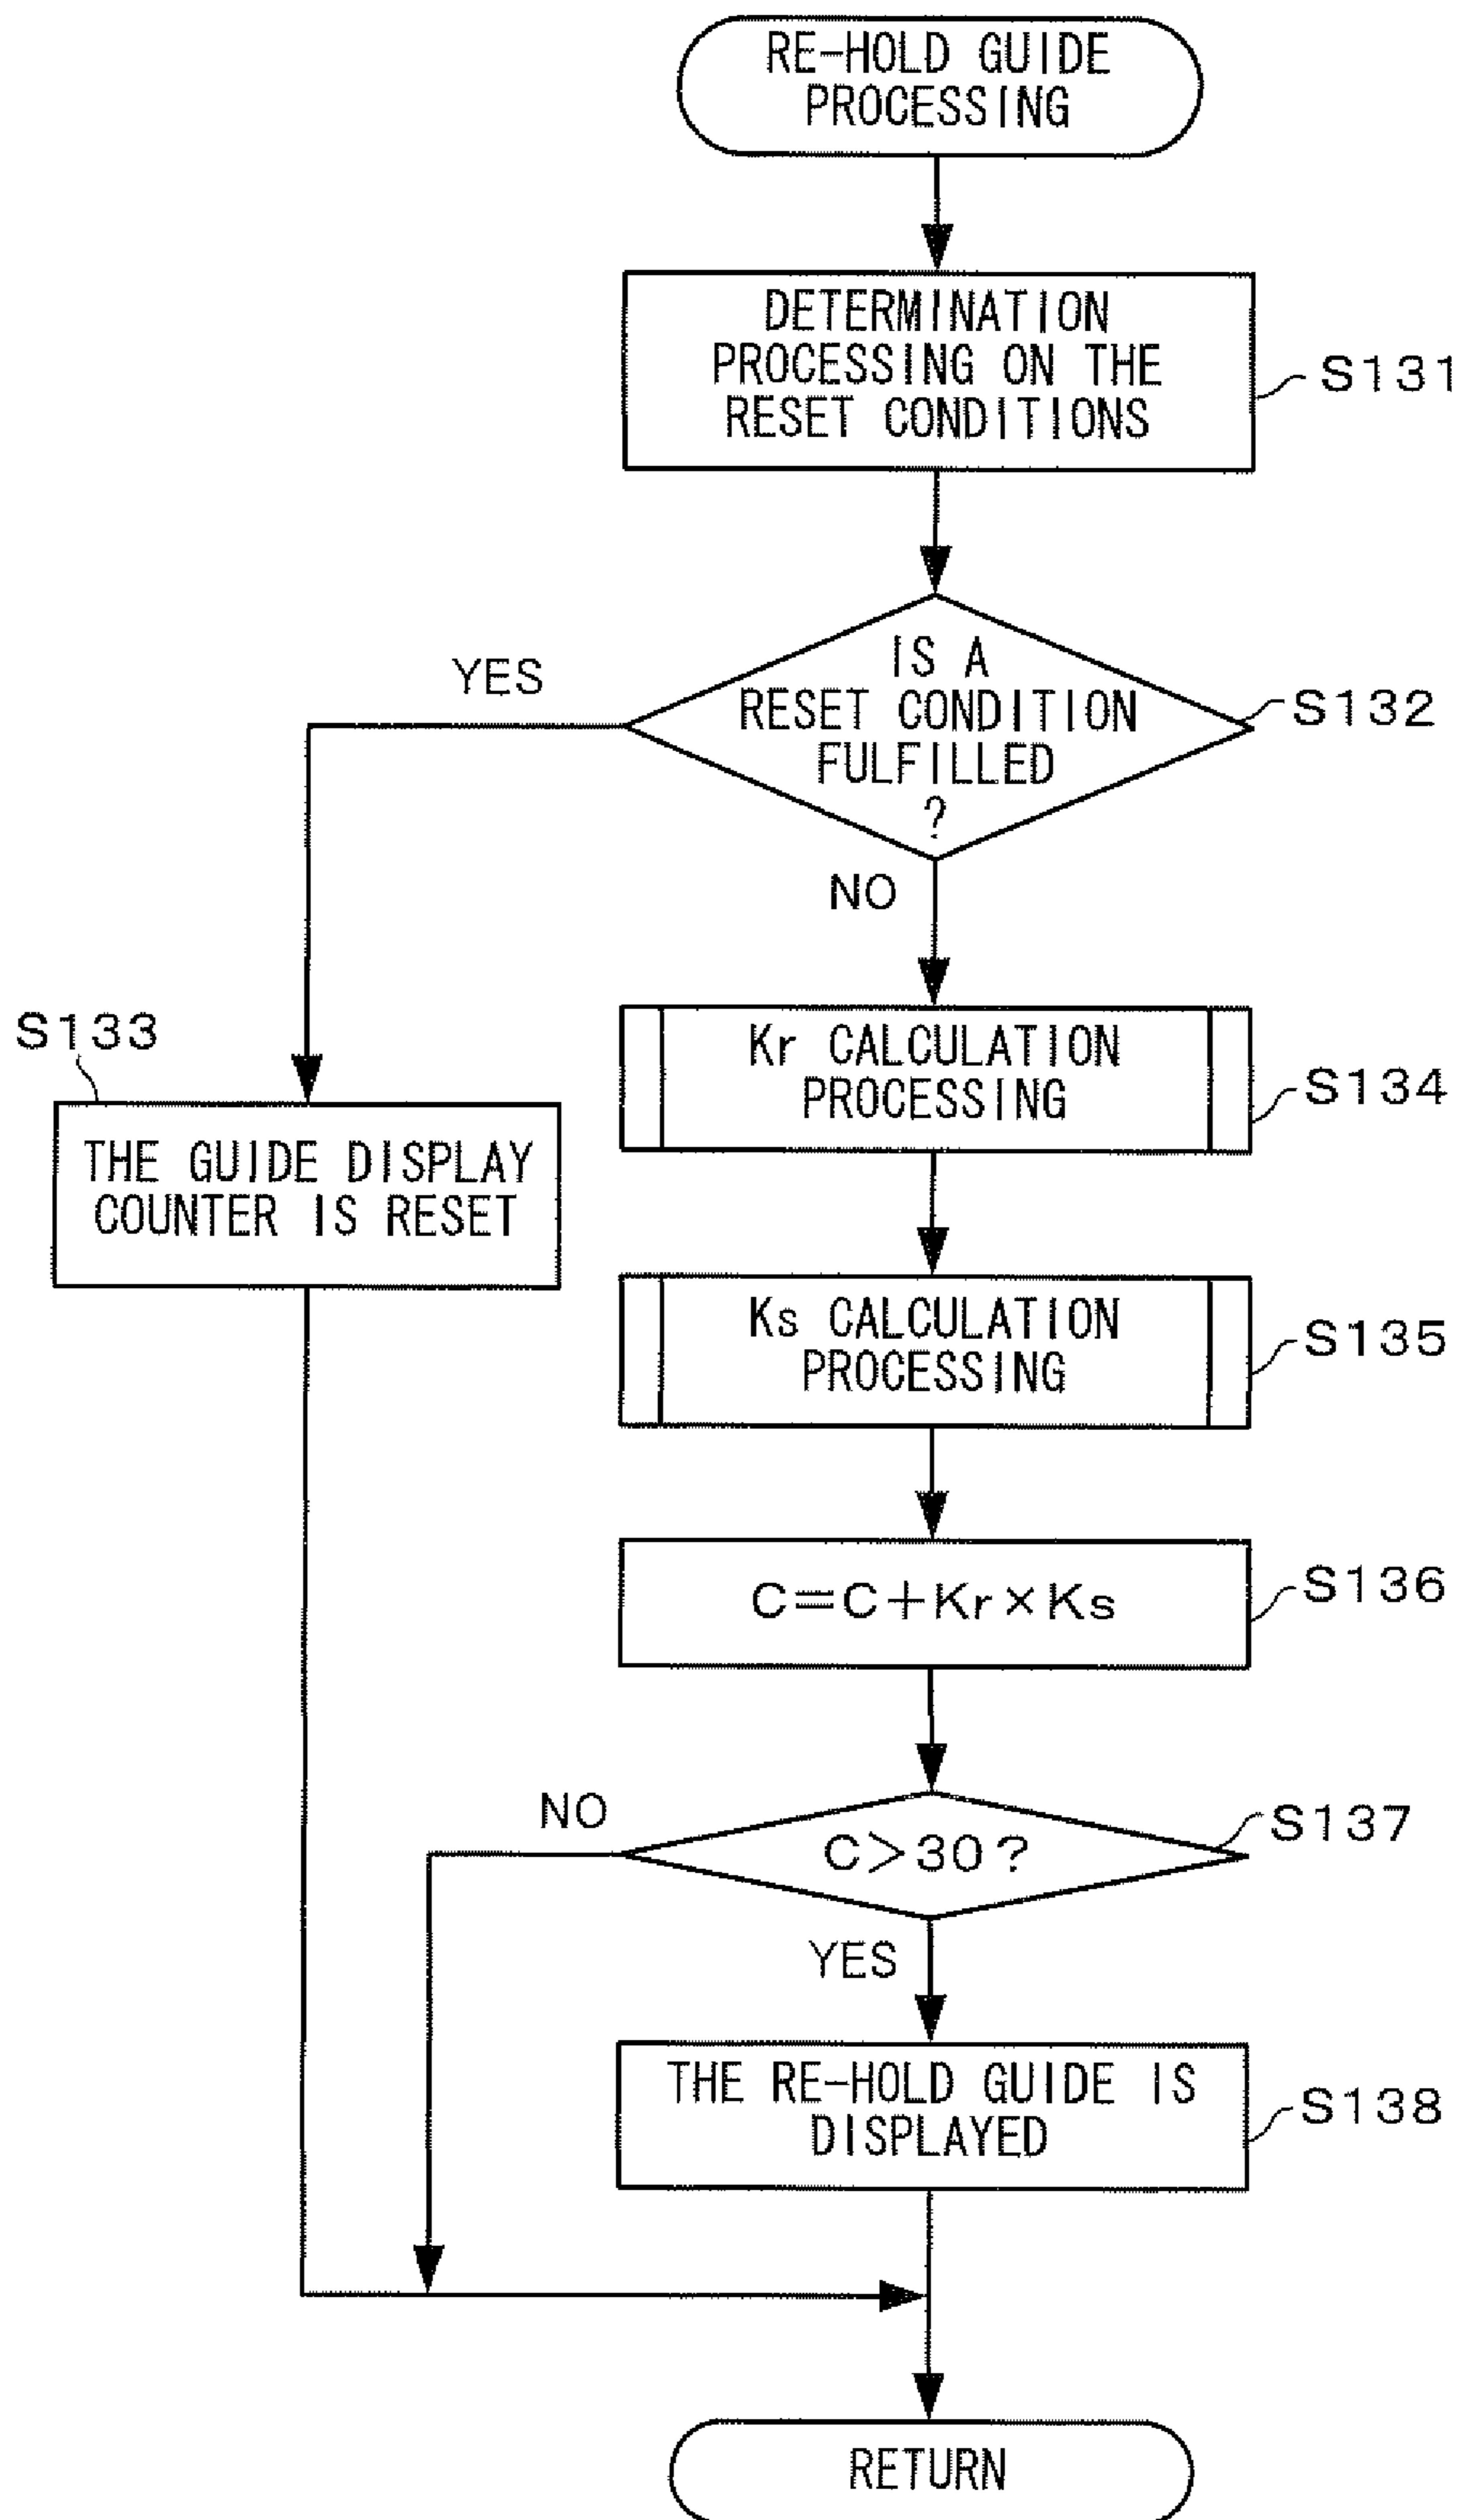 RE-HOLD GUIDE
PROCESSING
DETERMINATION
PROCESSING ON THE
RESET CONDITIONS
S131
IS A
RESET CONDITION
FULFILLED
?
S132
YES
NO
S133
THE GUIDE DISPLAY
COUNTER IS RESET
Kr CALCULATION
PROCESSING
S134
Ks CALCULATION
PROCESSING
S135
C=C+Kr×Ks
S136
C>30?
S137
NO
YES
THE RE-HOLD GUIDE IS
DISPLAYED
S138
RETURN